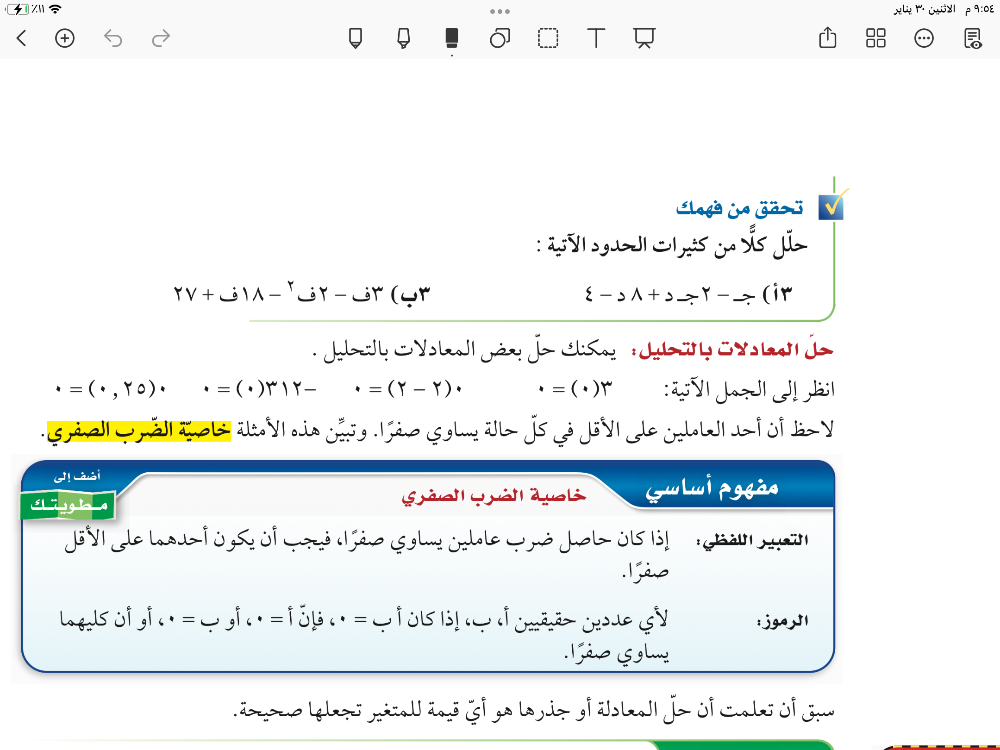 ٩:٥٤ م الاثنين ٣٠ يناير
٪١١
تحقق من فهمك
حلّل كلًّا من كثيرات الحدود الآتية :
٣أ) جـ − ٢جـ د + ٨ د − ٤
٣ب) ٣ف − ٢ف٢ − ١٨ف + ٢٧
حلّ المعادلات بالتحليل: يمكنك حلّ بعض المعادلات بالتحليل .
انظر إلى الجمل الآتية: ٣(٠) = ٠ ٠(٢ − ٢) = ٠ −٣١٢(٠) = ٠ ٠(٠,٢٥) = ٠
لاحظ أن أحد العاملين على الأقل في كلّ حالة يساوي صفرًا. وتبيِّن هذه الأمثلة خاصيّة الضّرب الصفري.
مفهوم أساسي
خاصية الضرب الصفري
أضف إلى
مـطويتـك
التعبير اللفظي: إذا كان حاصل ضرب عاملين يساوي صفرًا، فيجب أن يكون أحدهما على الأقل
صفرًا.
الرموز: لأي عددين حقيقيين أ، ب، إذا كان أ ب = ٠، فإنّ أ = ٠، أو ب = ٠، أو أن كليهما
يساوي صفرًا.
سبق أن تعلمت أن حلّ المعادلة أو جذرها هو أيّ قيمة للمتغير تجعلها صحيحة.